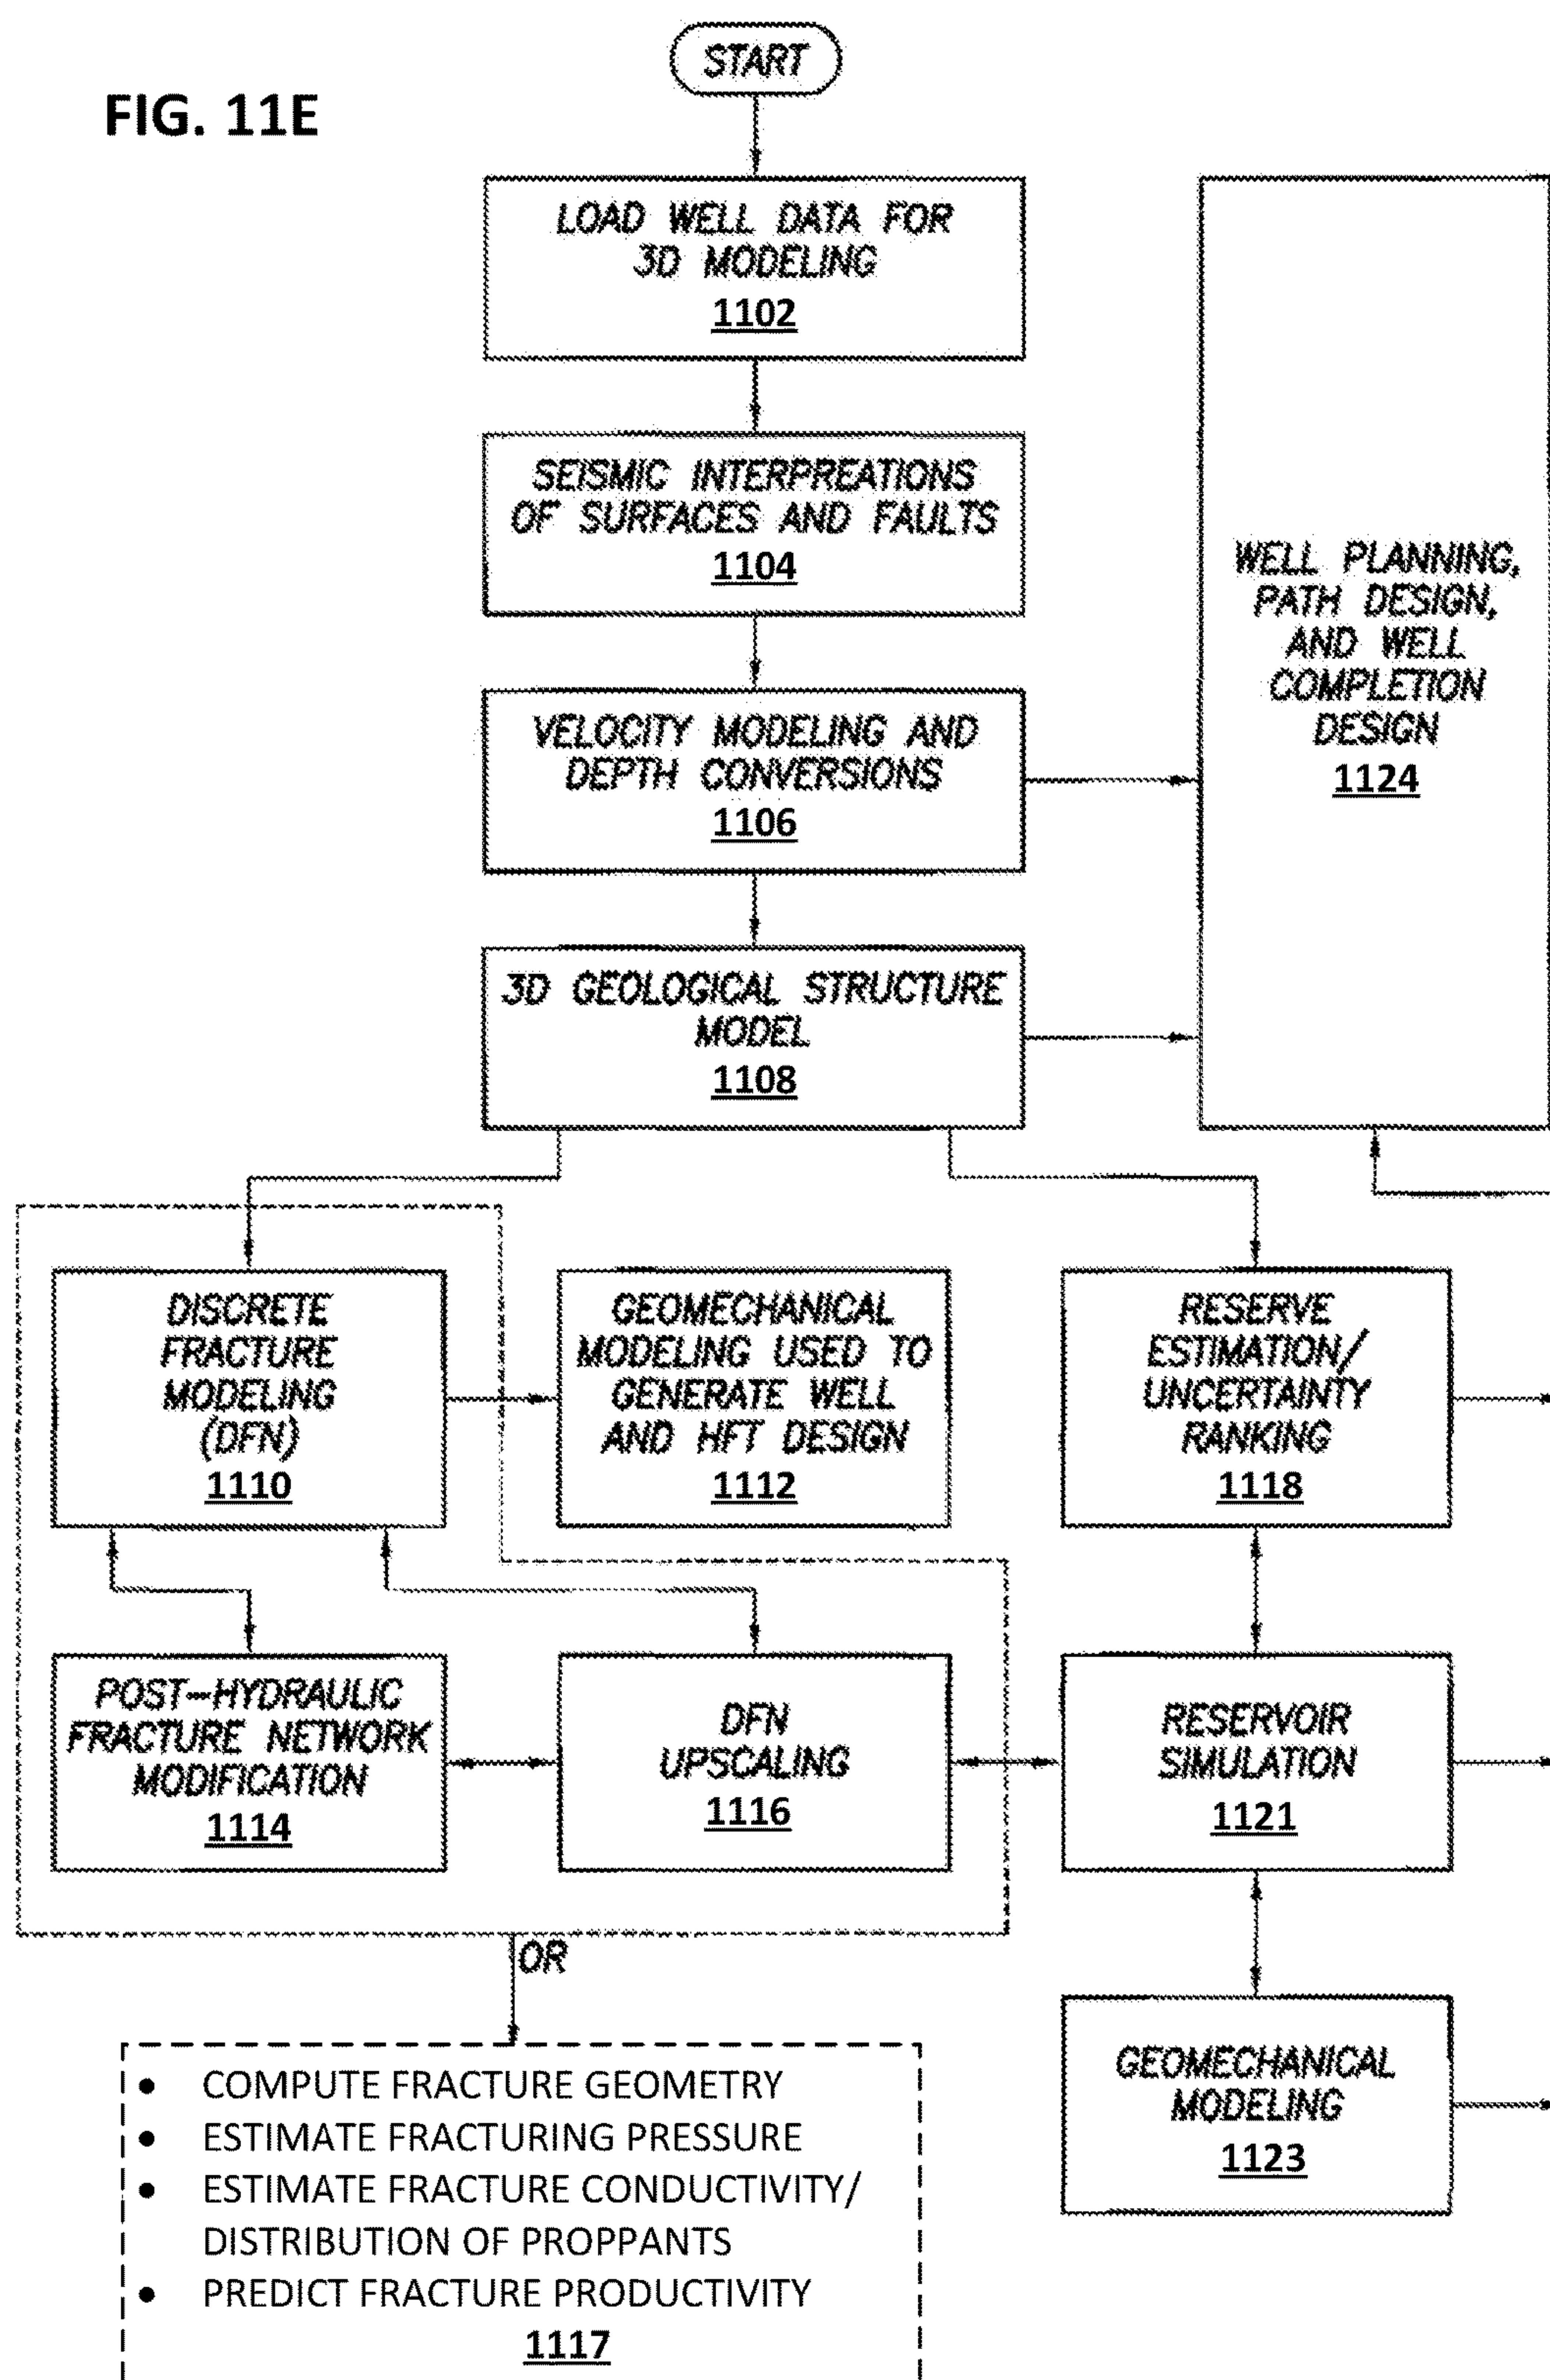 START
FIG. 11E
LOAD WELL DATA FOR
3D MODELING
1102
SEISMIC INTERPREATIONS
OF SURFACES AND FAULTS
1104
VELOCITY MODELING AND
DEPTH CONVERSIONS
1106
3D GEOLOGICAL STRUCTURE
MODEL
1108
WELL PLANNING,
PATH DESIGN,
AND WELL
COMPLETION
DESIGN
1124
DISCRETE
FRACTURE
MODELING
(DFN)
1110
GEOMECHANICAL
MODELING USED TO
GENERATE WELL
AND HFT DESIGN
1112
RESERVE
ESTIMATION/
UNCERTAINTY
RANKING
1118
POST-HYDRAULIC
FRACTURE NETWORK
MODIFICATION
1114
DFN
UPSCALING
1116
RESERVOIR
SIMULATION
1121
OR
GEOMECHANICAL
MODELING
1123
• COMPUTE FRACTURE GEOMETRY
• ESTIMATE FRACTURING PRESSURE
• ESTIMATE FRACTURE CONDUCTIVITY/
DISTRIBUTION OF PROPPANTS
• PREDICT FRACTURE PRODUCTIVITY
1117